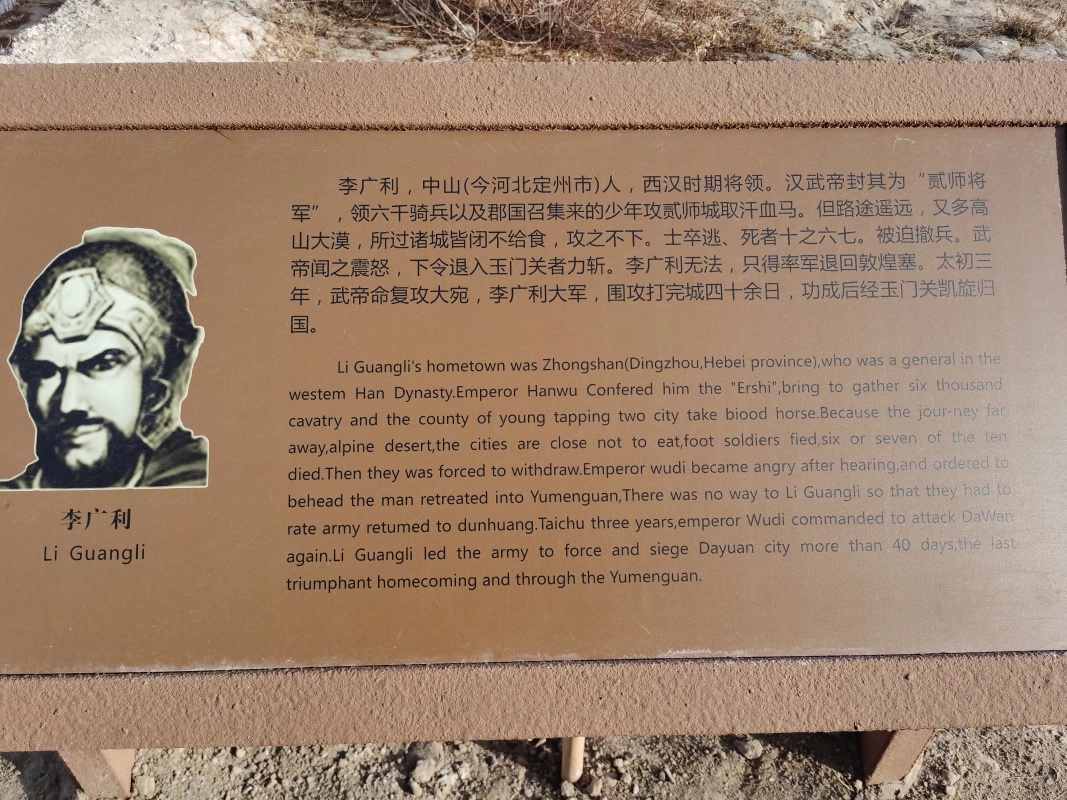 李广利，中山(今河北定州市)人，西汉时期将领。汉武帝封其为“贰师将
军”，领六千骑兵以及郡国召集来的少年攻贰师城取汗血马。但路途遥远，又多高
山大漠，所过诸城皆闭不给食，攻之不下。士卒逃、死者十之六七。被迫撤兵。武
帝闻之震怒，下令退入玉门关者力斩。李广利无法，只得率军退回敦煌塞。太初三
年，武帝命复攻大宛，李广利大军，围攻打完城四十余日，功成后经玉门关凯旋归
国。
Li Guangli's hometown was Zhongshan(Dingzhou,Hebei province),who was a general in the
westem Han Dynasty.Emperor Hanwu Confered him the "Ershi",bring to gather six thousand
cavatry and the county of young tapping two city take biood horse.Because the jour-ney far
away,alpine desert,the cities are close not to eat,foot soldiers fied,six or seven of the ten
died.Then they was forced to withdraw.Emperor wudi became angry after hearing,and ordered to
behead the man retreated into Yumenguan,There was no way to Li Guangli so that they had to
rate army retumed to dunhuang.Taichu three years,emperor Wudi commanded to attack DaWan
again.Li Guangli led the army to force and siege Dayuan city more than 40 days,the last
triumphant homecoming and through the Yumenguan.
李广利
Li Guangli